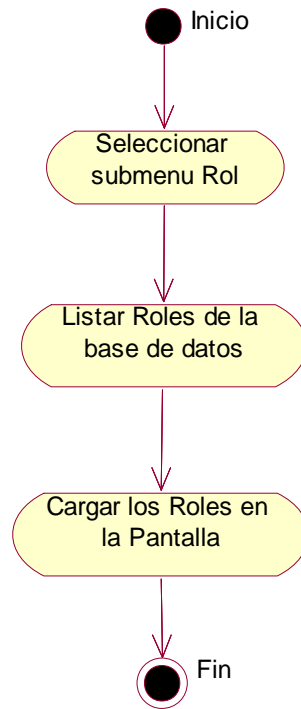 Inicio
Seleccionar
submenu Rol
Listar Roles de la
base de datos
Cargar los Roles en
la Pantalla
Fin